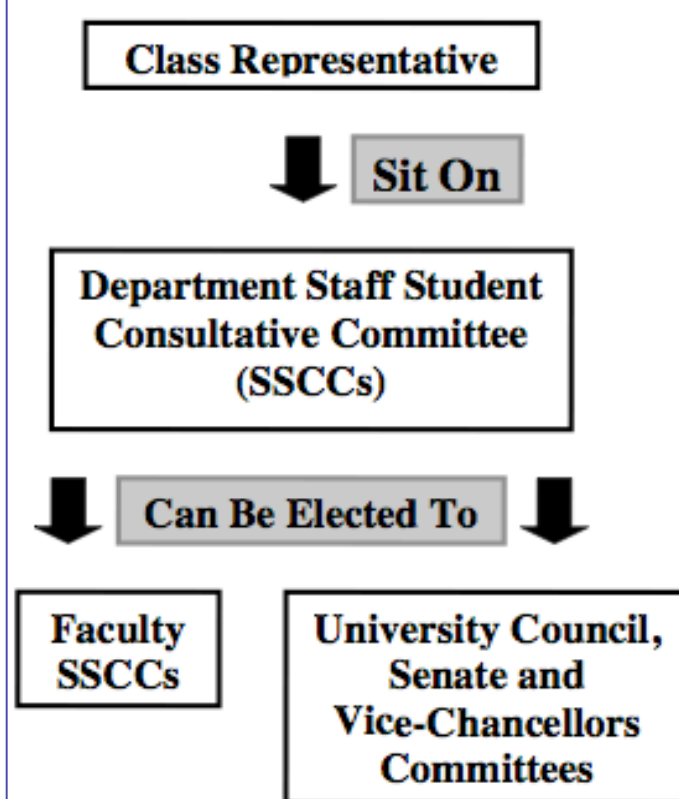 Class Representative
Sit On
Department Staff Student
Consultative Committee
(SSCCs)
Can Be Elected To
Faculty
SSCCs
University Council,
Senate and
Vice-Chancellors
Committees